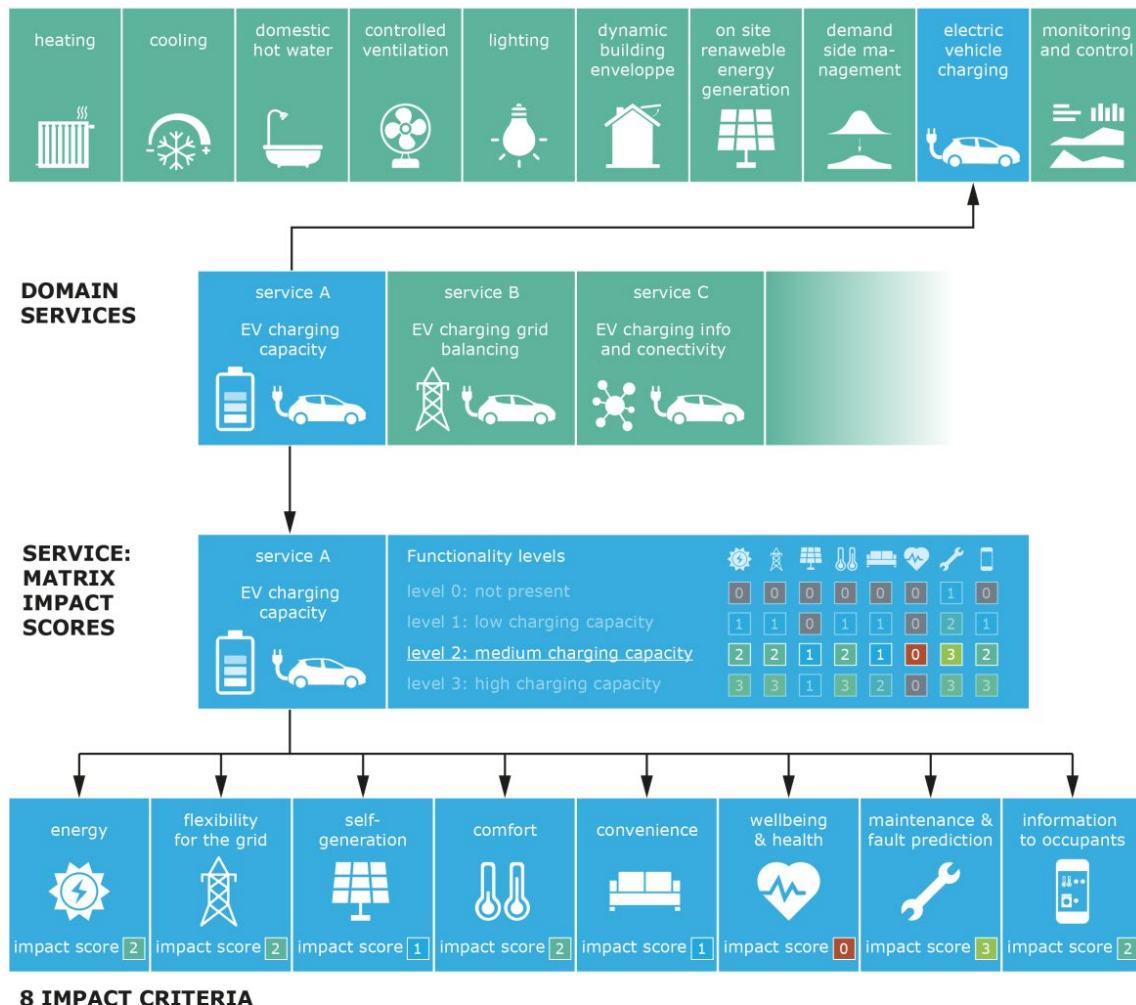 heating
cooling
domestic
hot water
controlled
ventilation
lighting
dynamic
building
enveloppe
on site
renaweble
energy
generation
demand
side ma-
nagement
electric
vehicle
charging
monitoring
and control
DOMAIN
SERVICES
service A
EV charging
capacity
service B
EV charging grid
balancing
service C
EV charging info
and conectivity
SERVICE:
MATRIX
IMPACT
SCORES
service A
EV charging
capacity
Functionality levels
level 0: not present 0 0 0 0 0 0 1 0
level 1: low charging capacity 1 1 0 1 1 0 2 1
level 2: medium charging capacity 2 2 1 2 1 0 3 2
level 3: high charging capacity 3 3 1 3 2 0 3 3
energy
impact score 2
flexibility
for the grid
impact score 2
self-
generation
impact score 1
comfort
impact score 2
convenience
impact score 1
wellbeing
& health
impact score 0
maintenance &
fault prediction
impact score 3
information
to occupants
impact score 2
8 IMPACT CRITERIA